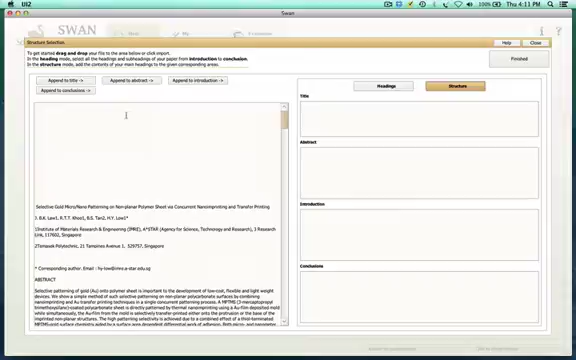 UI2
100%
Thu 4:11 PM
Swan
SWAN
Structure Selection
Help
Close
To get started drag and drop your file to the area below or click import.
In the heading mode, select all the headings and subheadings of your paper from introduction to conclusion.
In the structure mode, add the contents of your main headings to the given corresponding areas.
Finished
Append to title ->
Append to abstract ->
Append to introduction ->
Append to conclusions ->
Headings
Structure
Title
Abstract
Introduction
Conclusions
Selective Gold Micro/Nano Patterning on Non-planar Polymer Sheet via Concurrent Nanoimprinting and Transfer Printing
J. B.K. Law1, R.T.T. Khoo1, B.S. Tan2, H.Y. Low1*
1Institute of Materials Research & Engineering (IMRE), A*STAR (Agency for Science, Technology and Research), 3 Research
Link, 117602, Singapore
2Temasek Polytechnic, 21 Tampines Avenue 1, 529757, Singapore
* Corresponding author. Email : hy-low@imre.a-star.edu.sg
ABSTRACT
Selective patterning of gold (Au) onto polymer sheet is important to the development of low-cost, flexible and light weight
devices. We show a simple method of such selective patterning on non-planar polycarbonate surfaces by combining
nanoimprinting and Au transfer printing techniques in a single concurrent process. A MPTMS (3-mercaptopropyl
trimethoxysilane)-coated polycarbonate sheet is directly patterned by thermal nanoimprinting using a Au-film deposited mold
while simultaneously, the Au-film from the mold is either selectively transferred onto the protrusion or the base of the
imprinted non-planar structures. The high patterning selectivity is achieved due to a combined effect of a thin-laminated